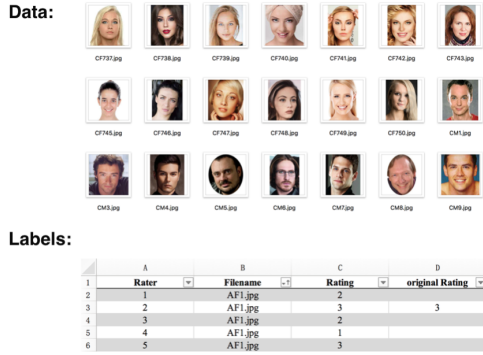 Data:
CF737.jpg CF738.jpg CF739.jpg CF740.jpg CF741.jpg CF742.jpg CF743.jpg
CF745.jpg CF746.jpg CF747.jpg CF748.jpg CF749.jpg CF750.jpg CM1.jpg
CM3.jpg CM4.jpg CM5.jpg CM6.jpg CM7.jpg CM8.jpg CM9.jpg
Labels:
A B C D
1 Rater Filename Rating original Rating
2 1 AF1.jpg 2
3 2 AF1.jpg 3 3
4 3 AF1.jpg 2
5 4 AF1.jpg 1
6 5 AF1.jpg 3